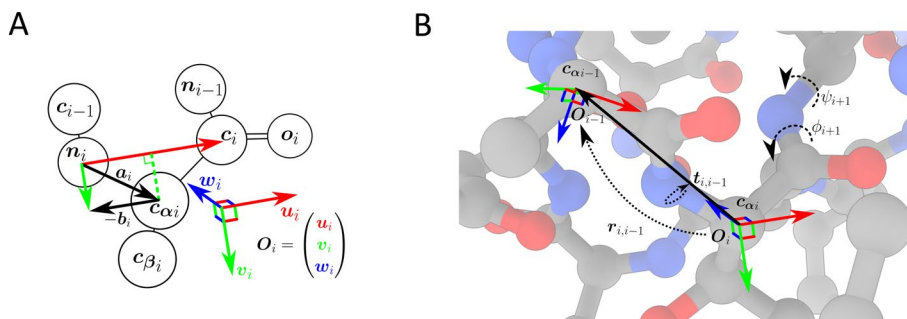 A
B
n_{i-1}
c_{i-1}
c_i
o_i
n_i
a_i
w_i
c_{αi}
-b_i
u_i
O_i = (u_i
v_i
w_i)
v_i
c_{βi}
c_{αi-1}
O_{i-1}
ψ_{i+1}
ϕ_{i+1}
t_{i,i-1}
c_{αi}
r_{i,i-1}
O_i